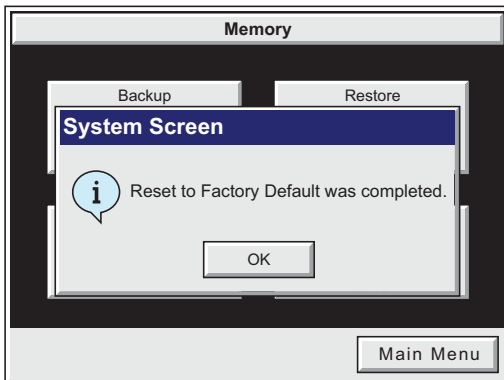 Memory
Backup
Restore
System Screen
i
Reset to Factory Default was completed.
OK
Main Menu